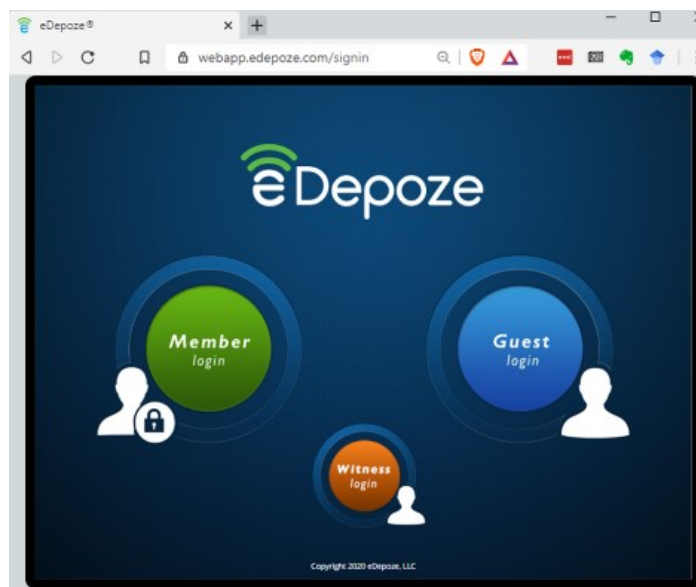 eDepoze®
webapp.edepoze.com/signin
eDepoze
Member
login
Guest
login
Witness
login
Copyright 2020 eDepoze, LLC